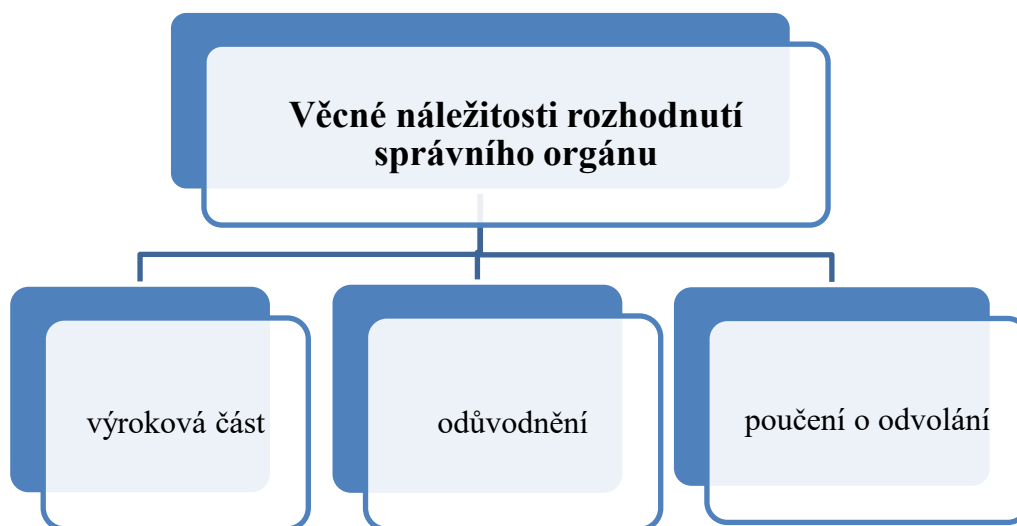 Věcné náležitosti rozhodnutí
správního orgánu
výroková část
odůvodnění
poučení o odvolání